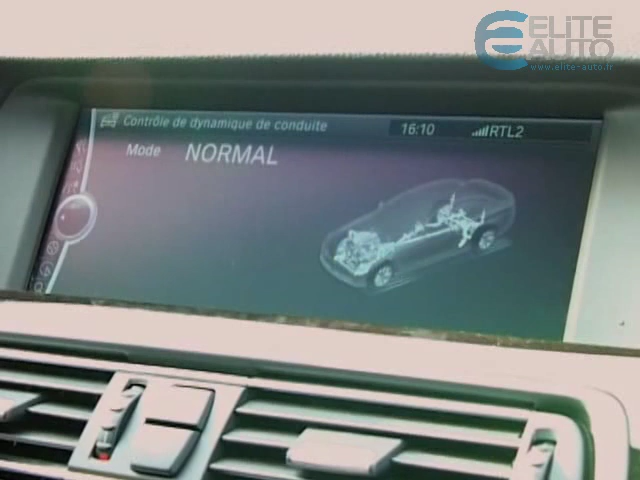 ELITE
AUTO
www.elite-auto.fr
Contrôle de dynamique de conduite
16:10
RTL2
Mode NORMAL